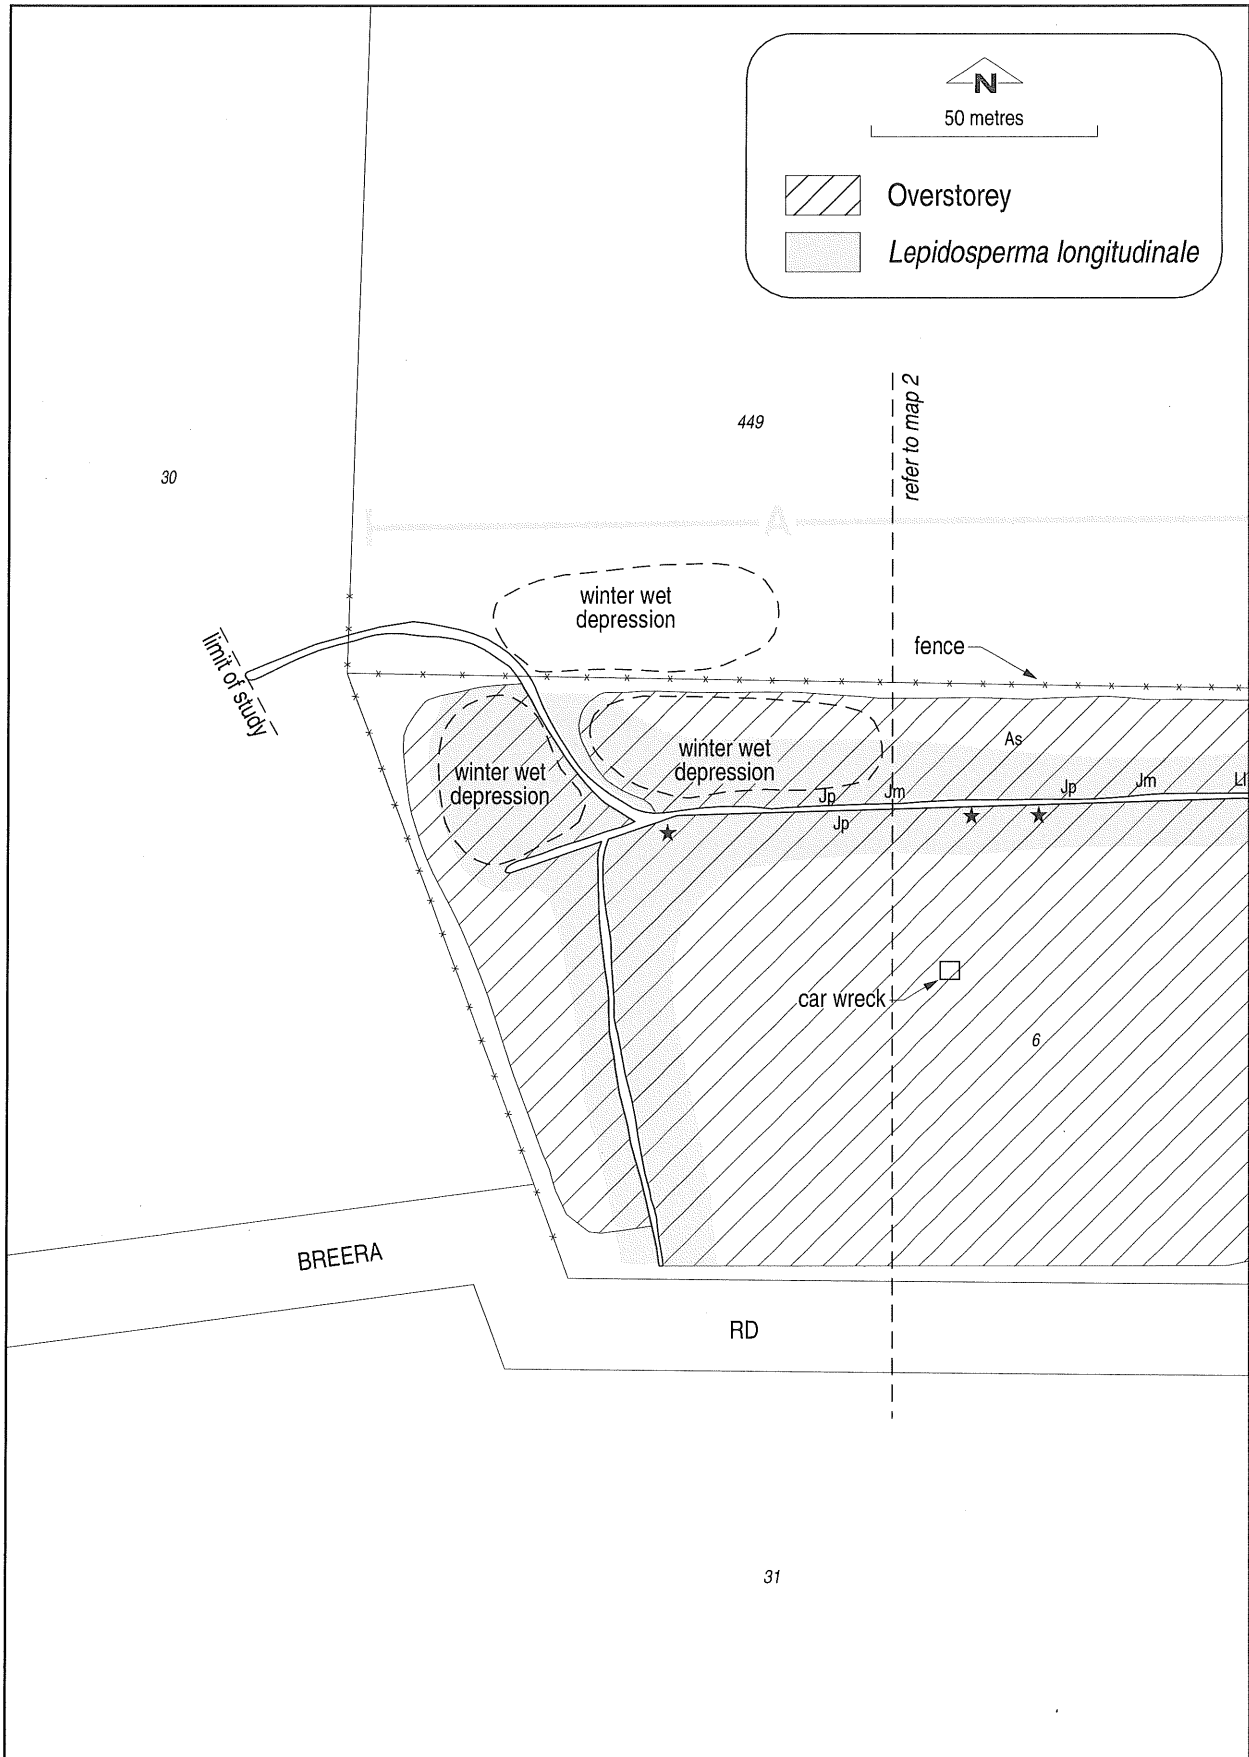 N
50 metres
Overstorey
Lepidosperma longitudinale
refer to map 2
449
30
A
winter wet
depression
limit of study
fence
As
winter wet
depression
winter wet
depression
Jp
Jm
Jp
Jm
Ll
Jp
car wreck
6
BREERA
RD
31